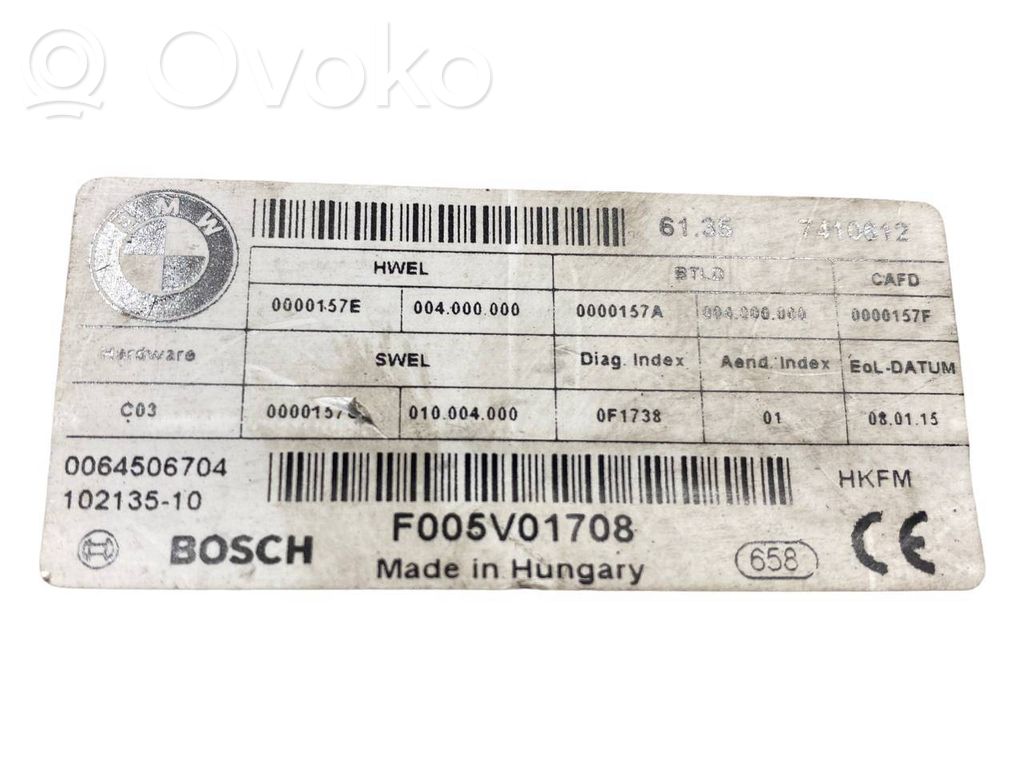 Ovoko
BMW
61.35 7410612
HWEL BTLD CAFD
0000157E 004.000.000 0000157A 004.000.000 0000157F
Hardware SWEL Diag. Index Aend. Index EoL-DATUM
C03 010.004.000 0F1738 01 08.01.15
0064506704
102135-10
HKFM
F005V01708
BOSCH
Made in Hungary
658
CE